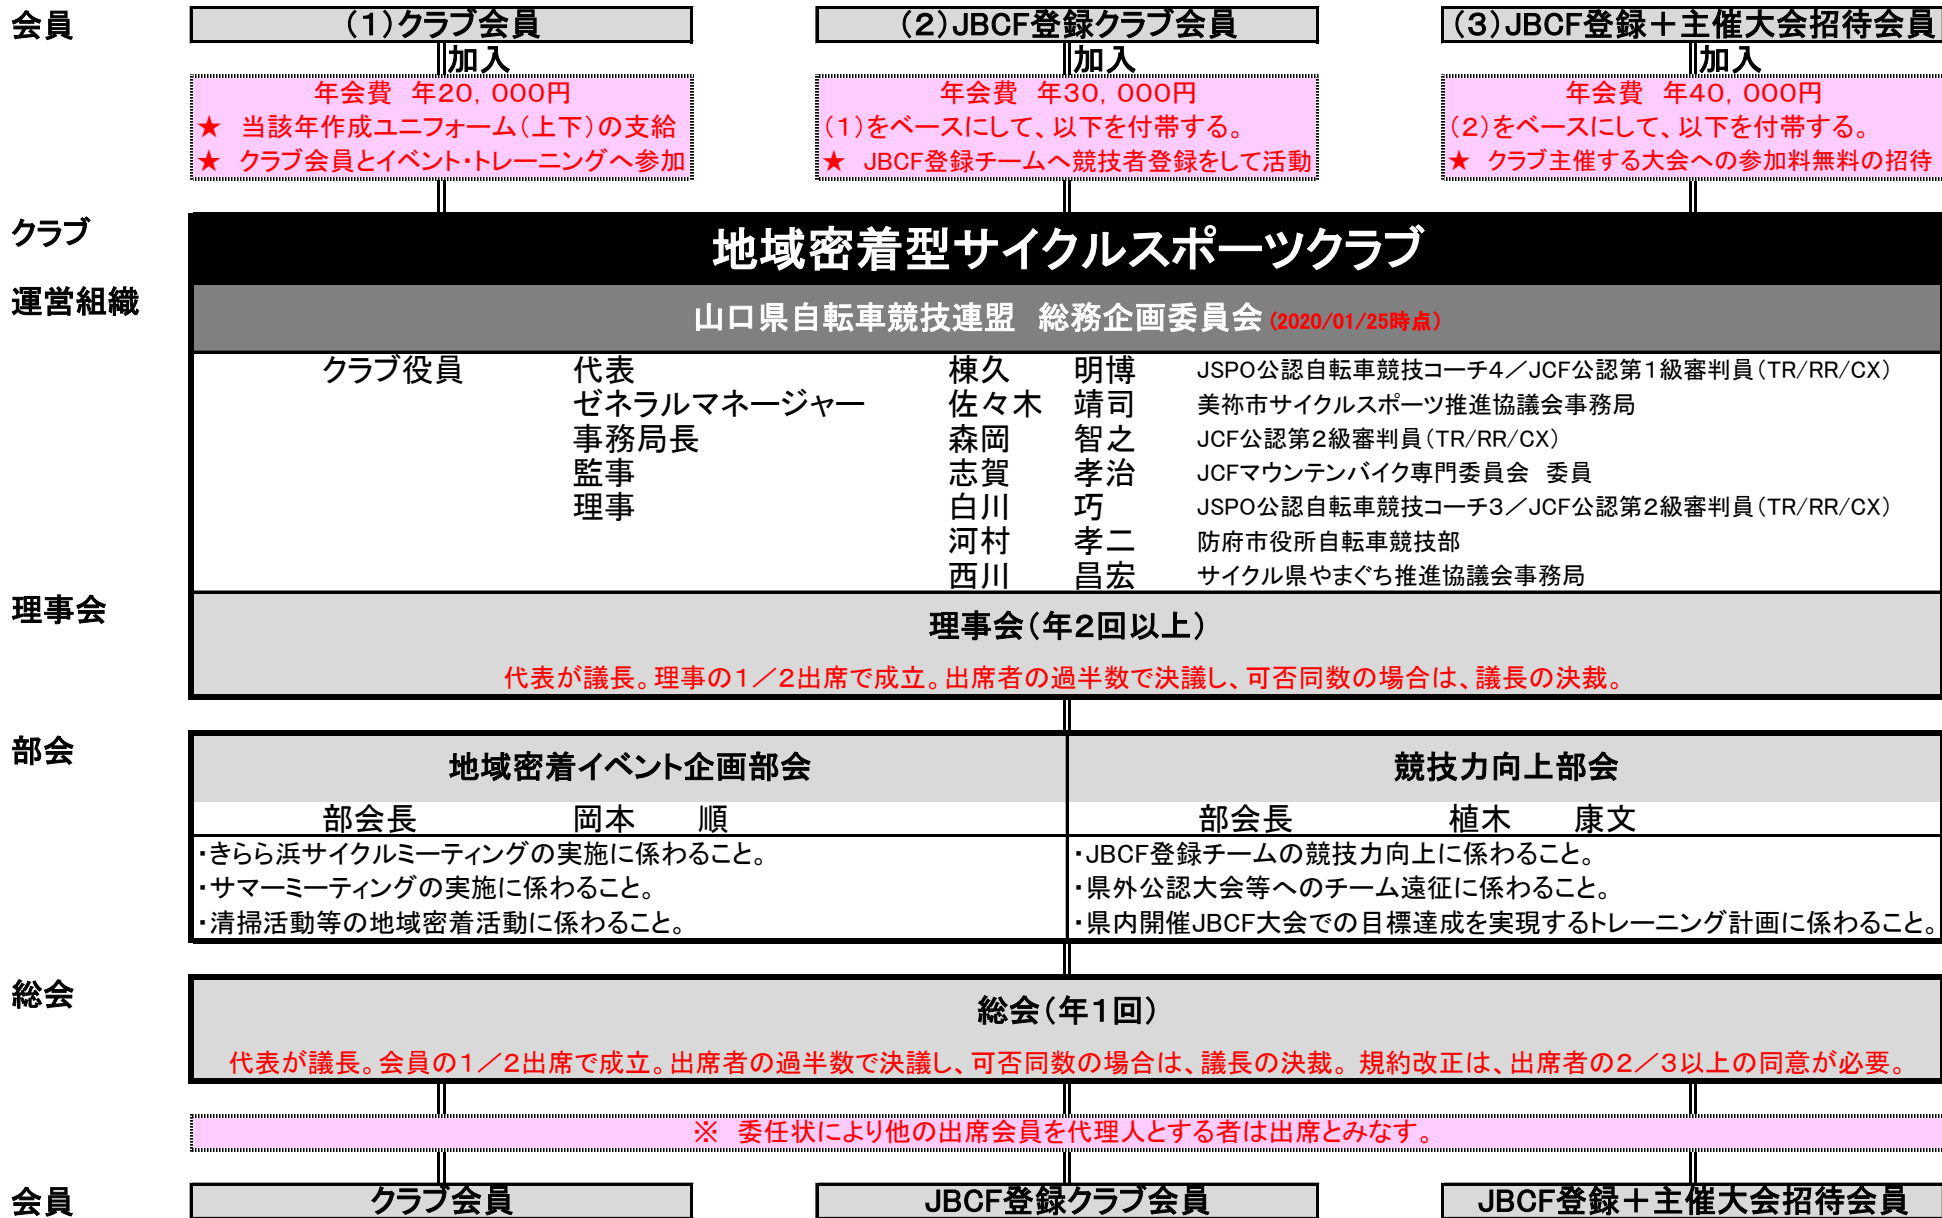 会員
(1)クラブ会員
(2)JBCF登録クラブ会員
(3)JBCF登録＋主催大会招待会員
加入
加入
加入
年会費　年20，000円
★　当該年作成ユニフォーム(上下)の支給
★　クラブ会員とイベント・トレーニングへ参加
年会費　年30，000円
(1)をベースにして、以下を付帯する。
★　JBCF登録チームへ競技者登録をして活動
年会費　年40，000円
(2)をベースにして、以下を付帯する。
★　クラブ主催する大会への参加料無料の招待
クラブ
地域密着型サイクルスポーツクラブ
運営組織
山口県自転車競技連盟　総務企画委員会 (2020/01/25時点)
クラブ役員　代表　棟久　明博　JSPO公認自転車競技コーチ4／JCF公認第1級審判員(TR/RR/CX)
ゼネラルマネージャー　佐々木　靖司　美祢市サイクルスポーツ推進協議会事務局
事務局長　森岡　智之　JCF公認第2級審判員(TR/RR/CX)
監事　志賀　孝治　JCFマウンテンバイク専門委員会　委員
理事　白川　巧　JSPO公認自転車競技コーチ3／JCF公認第2級審判員(TR/RR/CX)
河村　孝二　防府市役所自転車競技部
西川　昌宏　サイクル県やまぐち推進協議会事務局
理事会
理事会(年2回以上)
代表が議長。理事の1／2出席で成立。出席者の過半数で決議し、可否同数の場合は、議長の決裁。
部会
地域密着イベント企画部会
部会長　岡本　順
・きらら浜サイクルミーティングの実施に係わること。
・サマーミーティングの実施に係わること。
・清掃活動等の地域密着活動に係わること。
競技力向上部会
部会長　植木　康文
・JBCF登録チームの競技力向上に係わること。
・県外公認大会等へのチーム遠征に係わること。
・県内開催JBCF大会での目標達成を実現するトレーニング計画に係わること。
総会
総会(年1回)
代表が議長。会員の1／2出席で成立。出席者の過半数で決議し、可否同数の場合は、議長の決裁。規約改正は、出席者の2／3以上の同意が必要。
※　委任状により他の出席会員を代理人とする者は出席とみなす。
会員
クラブ会員
JBCF登録クラブ会員
JBCF登録＋主催大会招待会員